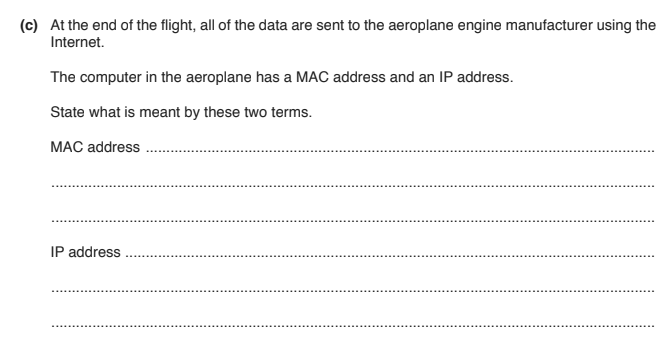 (c) At the end of the flight, all of the data are sent to the aeroplane engine manufacturer using the
Internet.
The computer in the aeroplane has a MAC address and an IP address.
State what is meant by these two terms.
MAC address ....................................................................................................................
....................................................................................................................................
....................................................................................................................................
IP address .........................................................................................................................
....................................................................................................................................
....................................................................................................................................